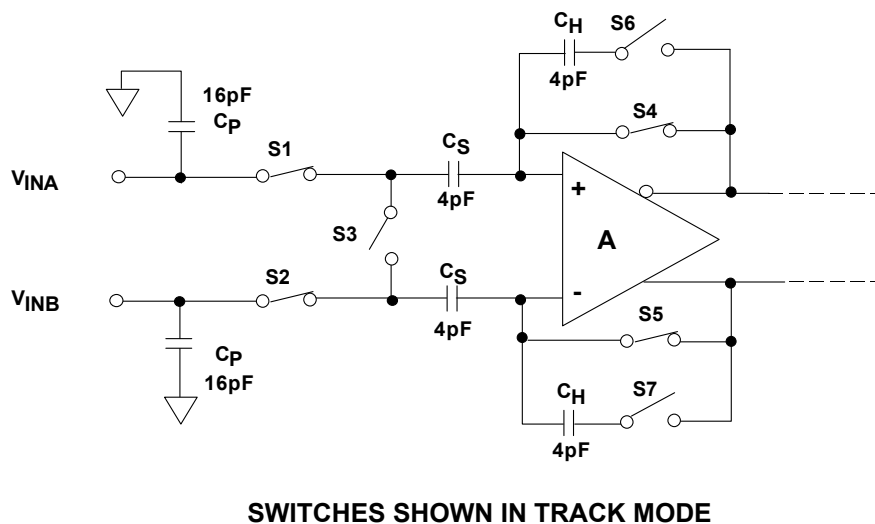 CH
S6
4pF
16pF
CP
S4
S1
CS
VINA
4pF
+
S3
A
S2
CS
VINB
-
4pF
S5
CP
16pF
CH
S7
4pF
SWITCHES SHOWN IN TRACK MODE